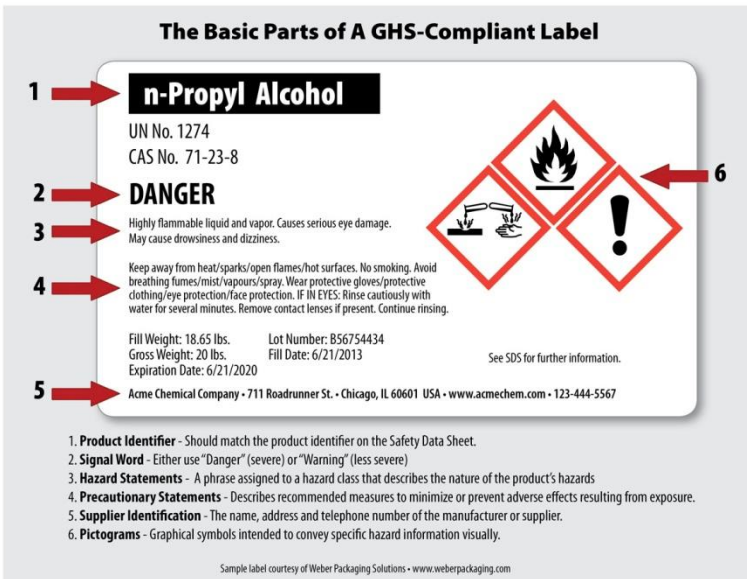 The Basic Parts of A GHS-Compliant Label
1
n-Propyl Alcohol
UN No. 1274
CAS No. 71-23-8
2
DANGER
3
Highly flammable liquid and vapor. Causes serious eye damage.
May cause drowsiness and dizziness.
4
Keep away from heat/sparks/open flames/hot surfaces. No smoking. Avoid
breathing fumes/mist/vapours/spray. Wear protective gloves/protective
clothing/eye protection/face protection. IF IN EYES: Rinse cautiously with
water for several minutes. Remove contact lenses if present. Continue rinsing.
6
Fill Weight: 18.65 lbs. Lot Number: B56754434
Gross Weight: 20 lbs. Fill Date: 6/21/2013
Expiration Date: 6/21/2020
See SDS for further information.
5
Acme Chemical Company • 711 Roadrunner St. • Chicago, IL 60601 USA • www.acmechem.com • 123-444-5567
1. Product Identifier - Should match the product identifier on the Safety Data Sheet.
2. Signal Word - Either use "Danger" (severe) or "Warning" (less severe)
3. Hazard Statements - A phrase assigned to a hazard class that describes the nature of the product's hazards
4. Precautionary Statements - Describes recommended measures to minimize or prevent adverse effects resulting from exposure.
5. Supplier Identification - The name, address and telephone number of the manufacturer or supplier.
6. Pictograms - Graphical symbols intended to convey specific hazard information visually.
Sample label courtesy of Weber Packaging Solutions • www.weberpackaging.com